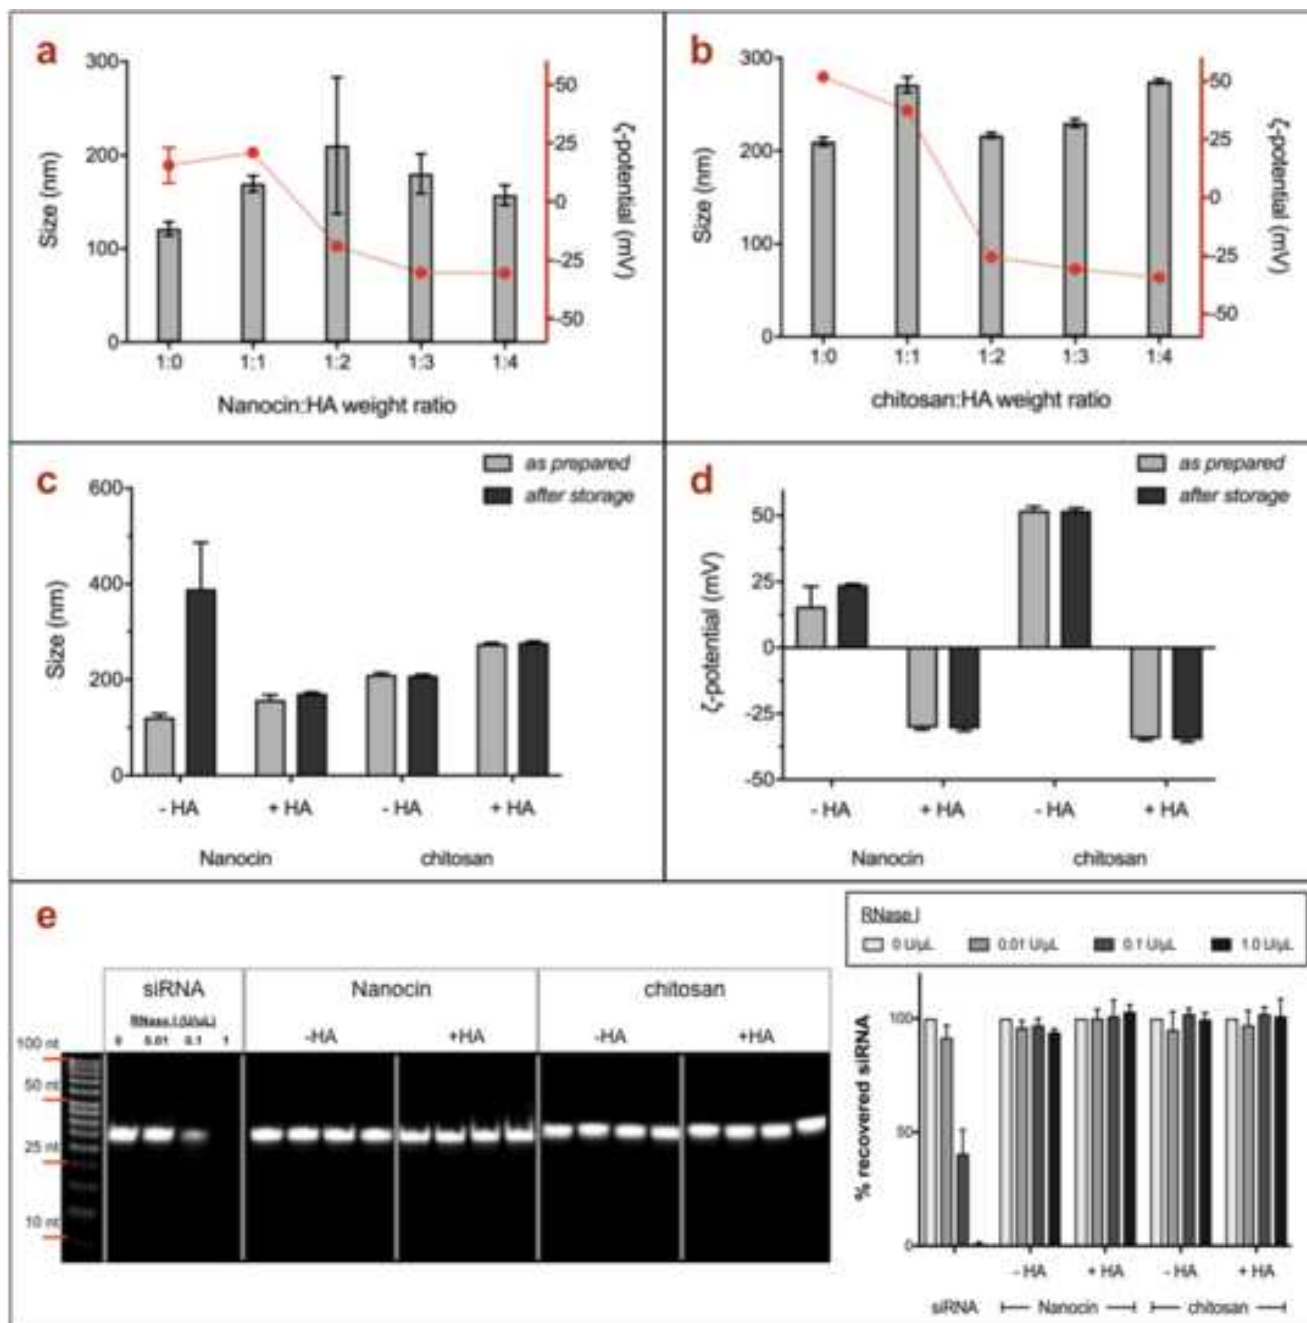 a
300
200
100
0
Size (nm)
50
25
0
-25
-50
ζ-potential (mV)
1:0 1:1 1:2 1:3 1:4
Nanocin:HA weight ratio
b
300
200
100
0
Size (nm)
50
25
0
-25
-50
ζ-potential (mV)
1:0 1:1 1:2 1:3 1:4
chitosan:HA weight ratio
c
as prepared
after storage
600
400
200
0
Size (nm)
- HA + HA - HA + HA
Nanocin chitosan
d
as prepared
after storage
50
25
0
-25
-50
ζ-potential (mV)
- HA + HA - HA + HA
Nanocin chitosan
e
siRNA Nanocin chitosan
RNase I (U/µL)
0 0.01 0.1 1
-HA +HA -HA +HA
100 nt
50 nt
25 nt
10 nt
RNase I
0 U/µL 0.01 U/µL 0.1 U/µL 1.0 U/µL
100
50
0
% recovered siRNA
- HA + HA - HA + HA
siRNA Nanocin chitosan